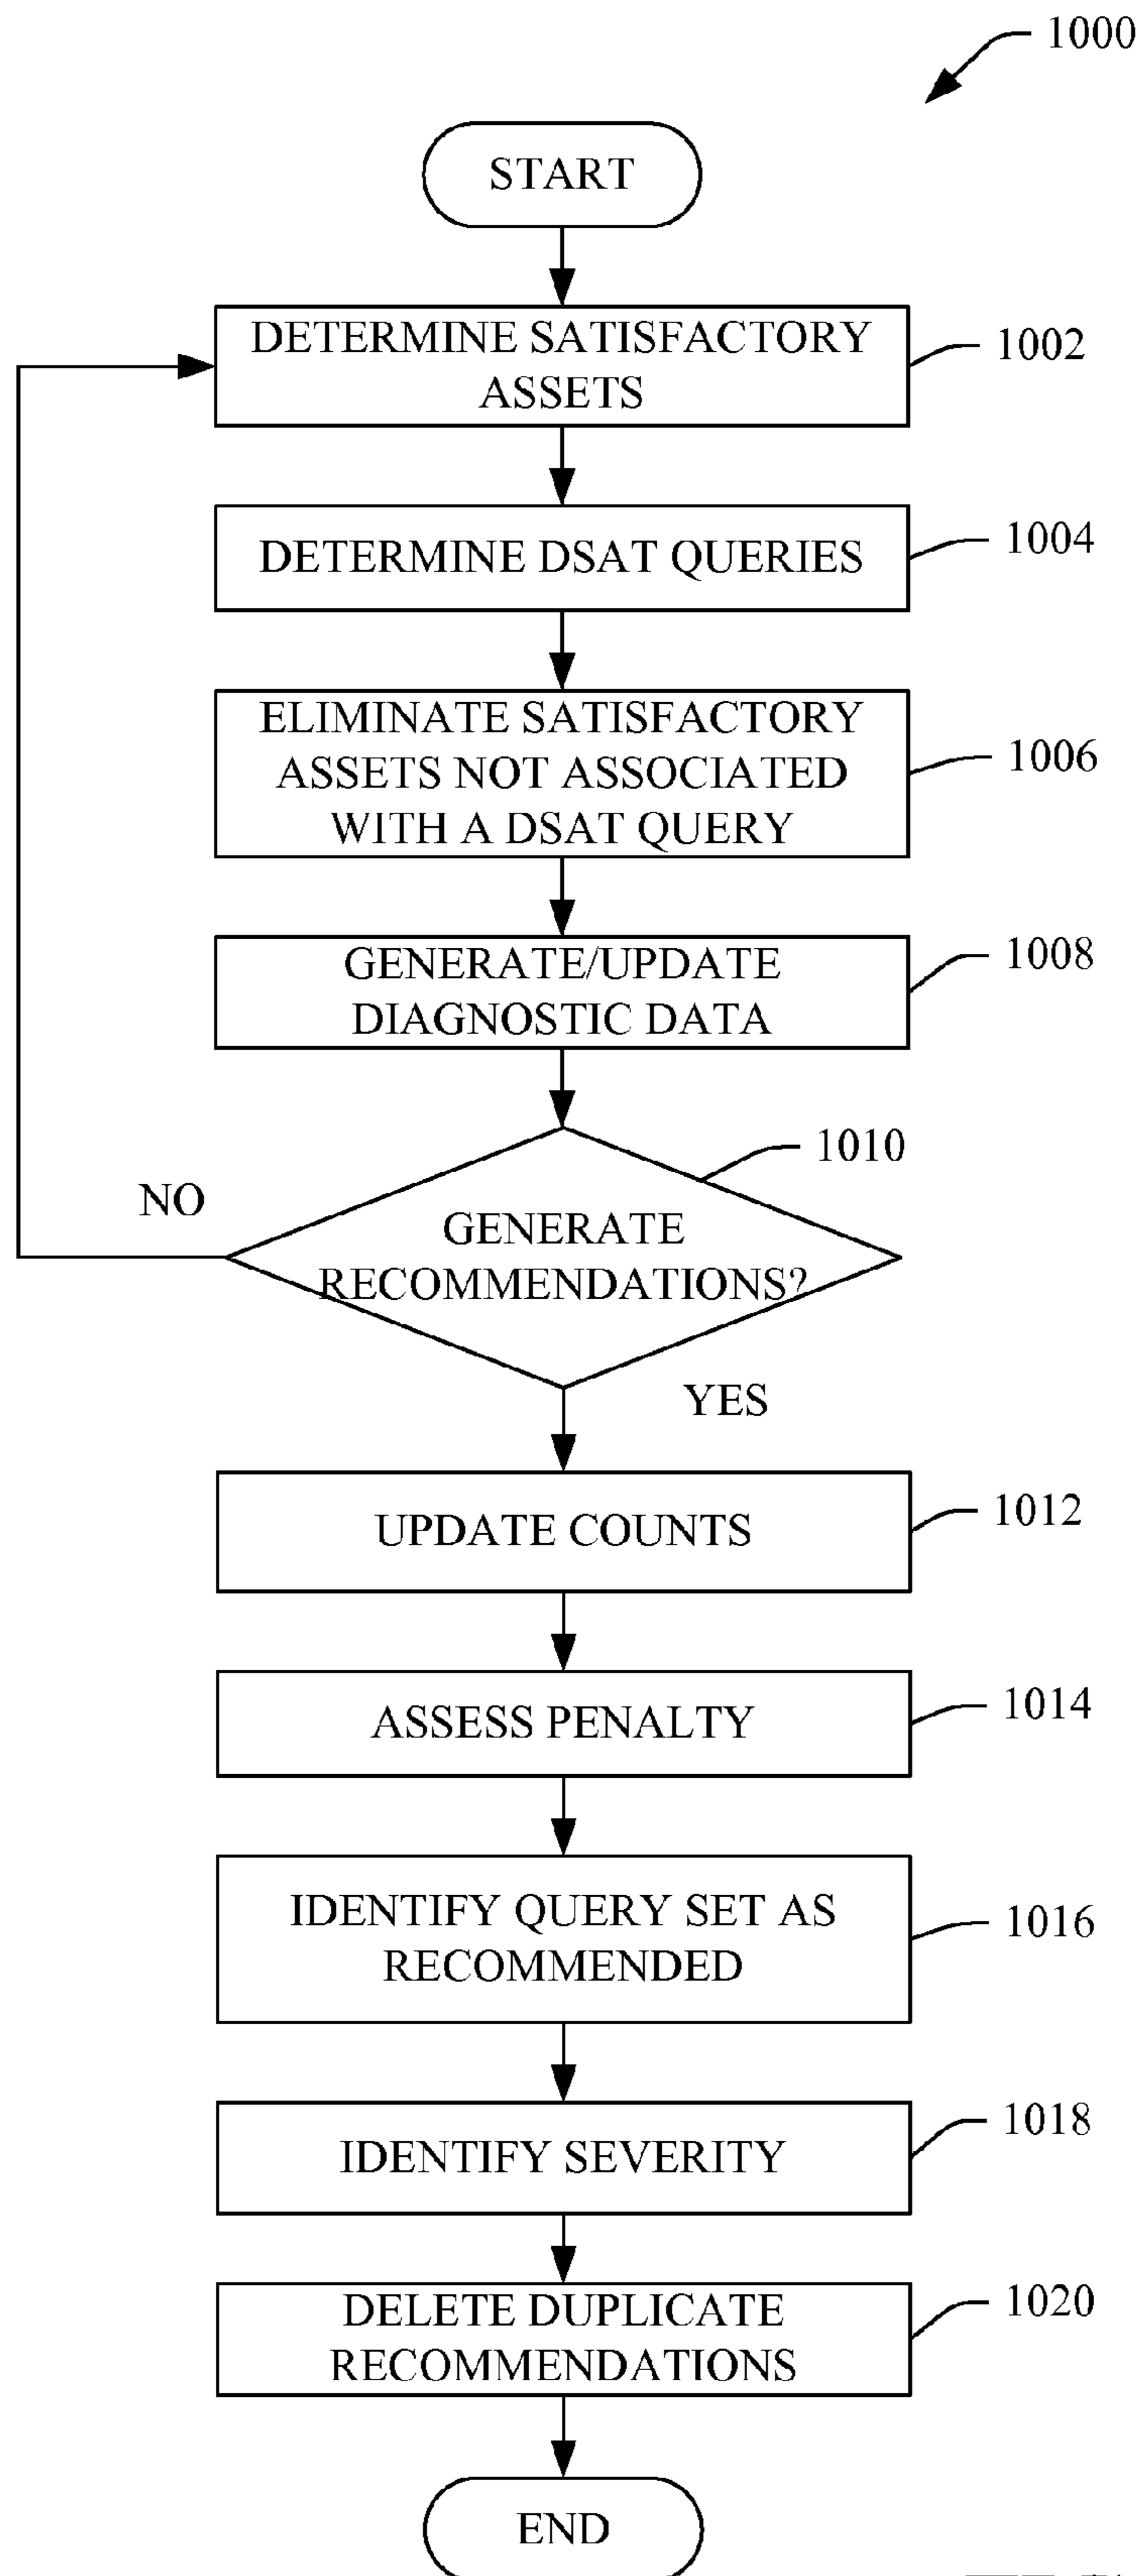 1000
START
DETERMINE SATISFACTORY
ASSETS
1002
DETERMINE DSAT QUERIES
1004
ELIMINATE SATISFACTORY
ASSETS NOT ASSOCIATED
WITH A DSAT QUERY
1006
GENERATE/UPDATE
DIAGNOSTIC DATA
1008
1010
NO
GENERATE
RECOMMENDATIONS?
YES
UPDATE COUNTS
1012
ASSESS PENALTY
1014
IDENTIFY QUERY SET AS
RECOMMENDED
1016
IDENTIFY SEVERITY
1018
DELETE DUPLICATE
RECOMMENDATIONS
1020
END